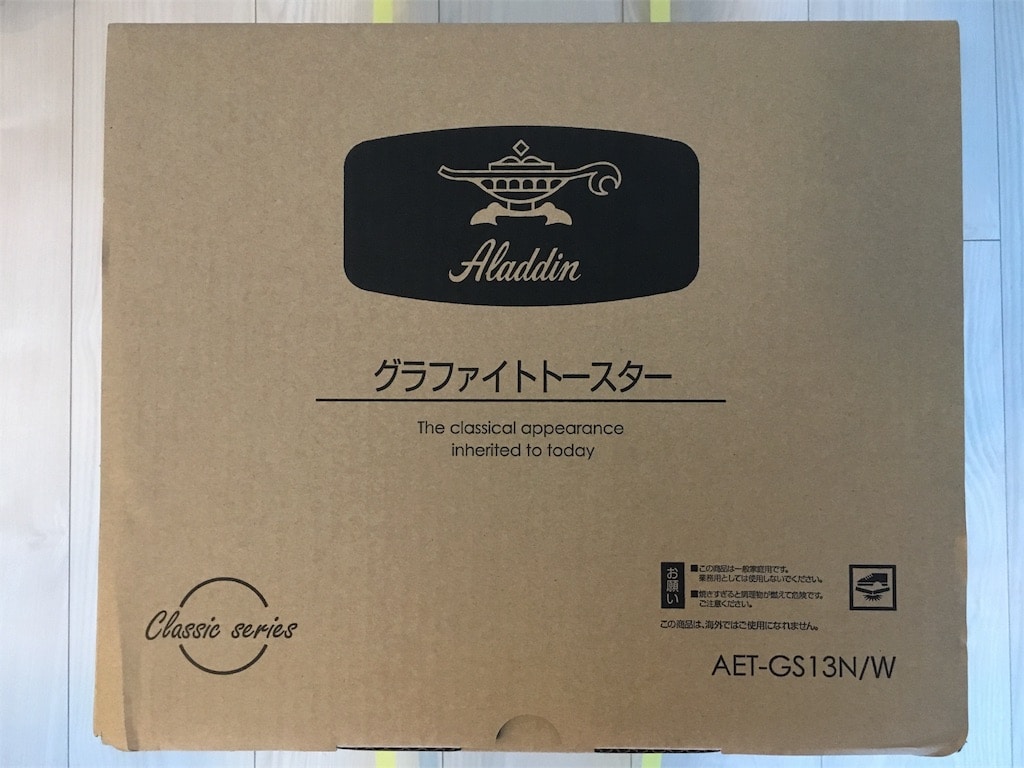 Aladdin
グラファイトトースター
The classical appearance
inherited to today
Classic series
お願い
■この商品は一般家庭用です。
業務用としては使用しないでください。
■焼きすぎると調理物が燃えて危険です。
ご注意ください。
この商品は、海外ではご使用になれません。
AET-GS13N/W